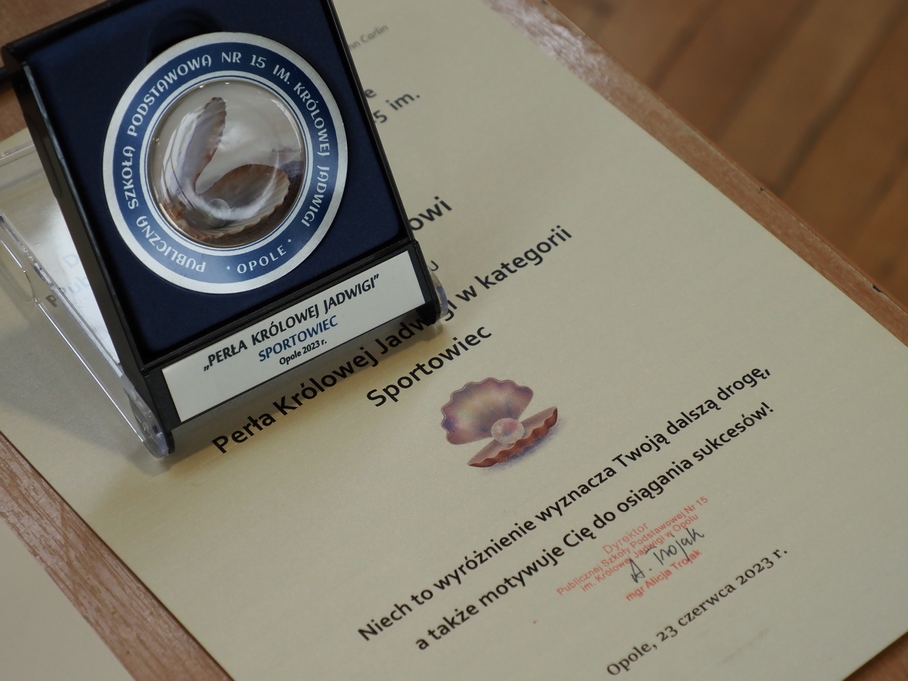 PUBLICZNA SZKOŁA PODSTAWOWA NR 15 IM. KRÓLOWEJ JADWIGI
· OPOLE ·
„PERŁA KRÓLOWEJ JADWIGI”
SPORTOWIEC
Opole 2023 r.
5 im.
owi
Perła Królowej Jadwigi w kategorii
Sportowiec
Niech to wyróżnienie wyznacza Twoją dalszą drogę,
a także motywuje Cię do osiągania sukcesów!
Dyrektor
Publicznej Szkoły Podstawowej Nr 15
im. Królowej Jadwigi w Opolu
A. Trojak
mgr Alicja Trojak
Opole, 23 czerwca 2023 r.